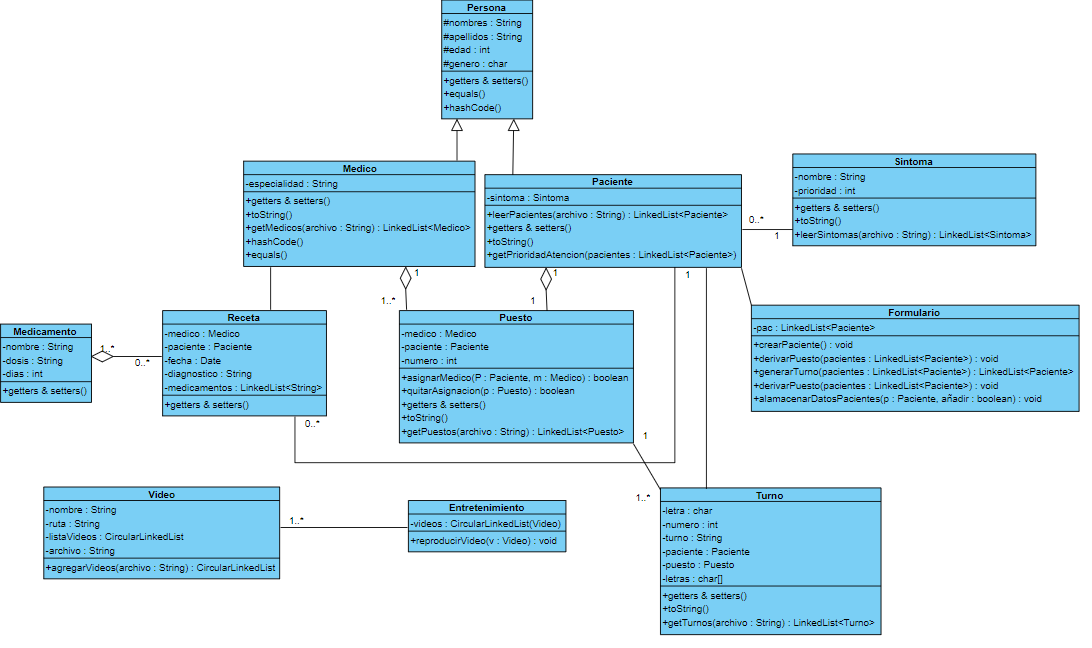 Persona
#nombres : String
#apellidos : String
#edad : int
#genero : char
+getters & setters()
+equals()
+hashCode()
Medico
-especialidad : String
+getters & setters()
+toString()
+getMedicos(archivo : String) : LinkedList<Medico>
+hashCode()
+equals()
Paciente
-sintoma : Sintoma
+leerPacientes(archivo : String) : LinkedList<Paciente>
+getters & setters()
+toString()
+getPrioridadAtencion(pacientes : LinkedList<Paciente>)
Sintoma
-nombre : String
-prioridad : int
+getters & setters()
+toString()
+leerSintomas(archivo : String) : LinkedList<Sintoma>
0..*
1
1
1..*
1
1
1
Medicamento
-nombre : String
-dosis : String
-dias : int
+getters & setters()
1..*
0..*
Receta
-medico : Medico
-paciente : Paciente
-fecha : Date
-diagnostico : String
-medicamentos : LinkedList<String>
+getters & setters()
0..*
Puesto
-medico : Medico
-paciente : Paciente
-numero : int
+asignarMedico(P : Paciente, m : Medico) : boolean
+quitarAsignacion(p : Puesto) : boolean
+getters & setters()
+toString()
+getPuestos(archivo : String) : LinkedList<Puesto>
1
1..*
Formulario
-pac : LinkedList<Paciente>
+crearPaciente() : void
+derivarPuesto(pacientes : LinkedList<Paciente>) : void
+generarTurno(pacientes : LinkedList<Paciente>) : LinkedList<Paciente>
+derivarPuesto(pacientes : LinkedList<Paciente>) : void
+alamacenarDatosPacientes(p : Paciente, añadir : boolean) : void
Video
-nombre : String
-ruta : String
-listaVideos : CircularLinkedList
-archivo : String
+agregarVideos(archivo : String) : CircularLinkedList
1..*
Entretenimiento
-videos : CircularLinkedList(Video)
+reproducirVideo(v : Video) : void
Turno
-letra : char
-numero : int
-turno : String
-paciente : Paciente
-puesto : Puesto
-letras : char[]
+getters & setters()
+toString()
+getTurnos(archivo : String) : LinkedList<Turno>